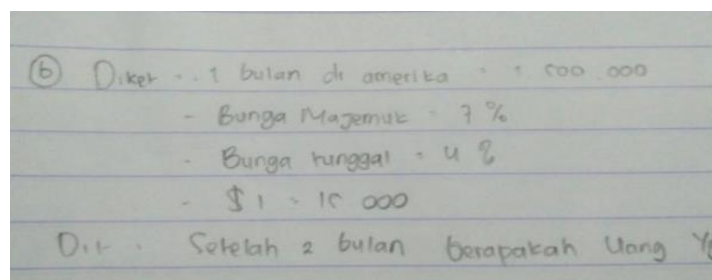 6 Diket : . 1 bulan di amerika = 1.500.000
- Bunga Majemuk = 7 %
- Bunga tunggal = 4 %
- $ 1 = 15 000
Dit : Setelah 2 bulan berapakah Uang